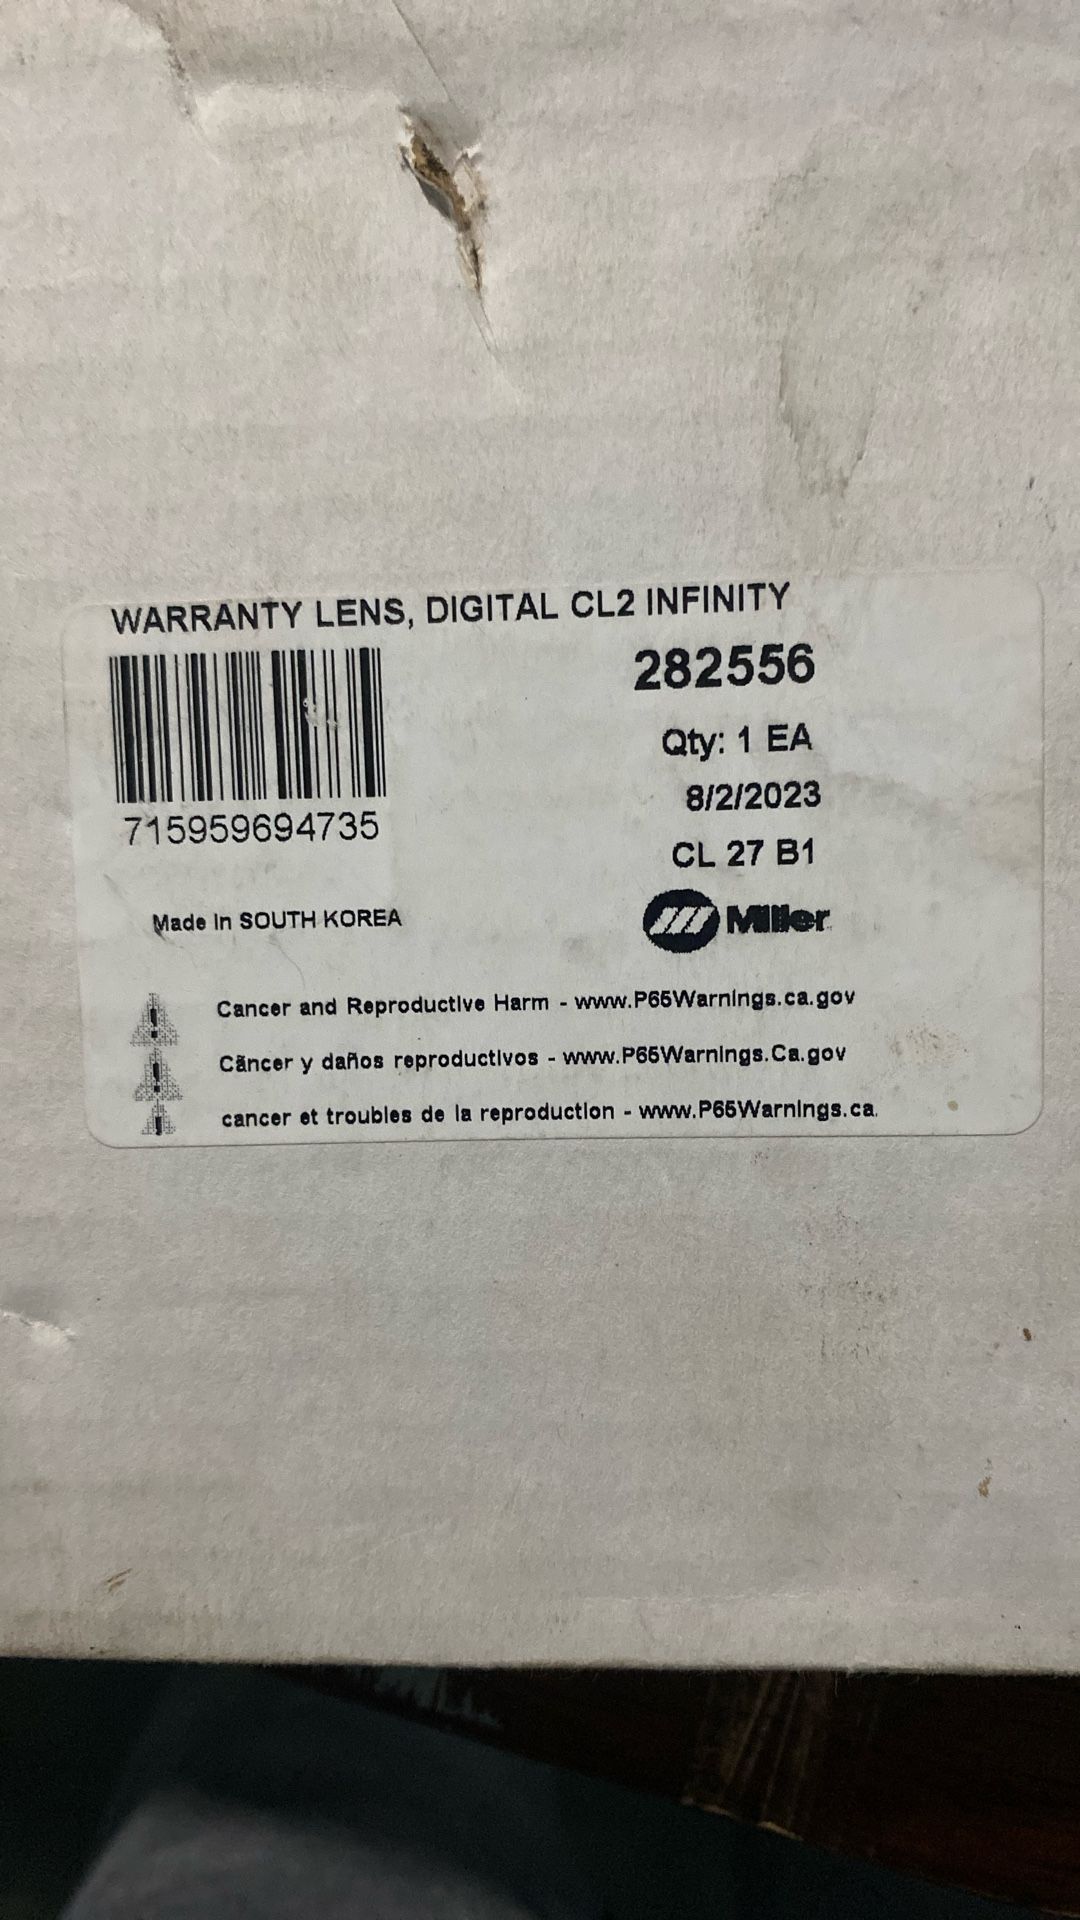 WARRANTY LENS, DIGITAL CL2 INFINITY
282556
Qty: 1 EA
8/2/2023
715959694735
CL 27 B1
Made in SOUTH KOREA
Miller
Cancer and Reproductive Harm - www.P65Warnings.ca.gov
Cãncer y daños reproductivos - www.P65Warnings.Ca.gov
cancer et troubles de la reproduction - www.P65Warnings.ca.